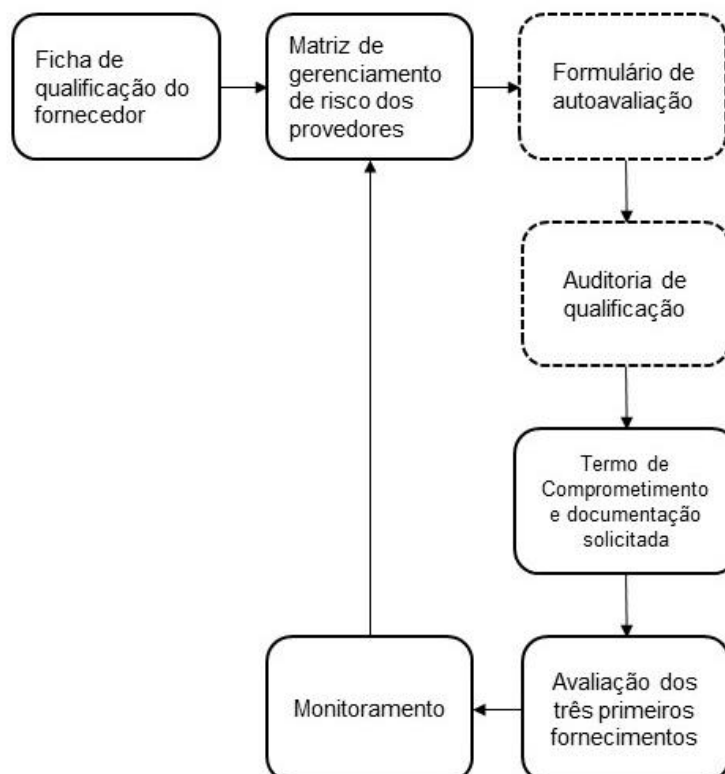 Ficha de
qualificação do
fornecedor
Matriz de
gerenciamento
de risco dos
provedores
Formulário de
autoavaliação
Auditoria de
qualificação
Termo de
Comprometimento
e documentação
solicitada
Avaliação dos
três primeiros
fornecimentos
Monitoramento